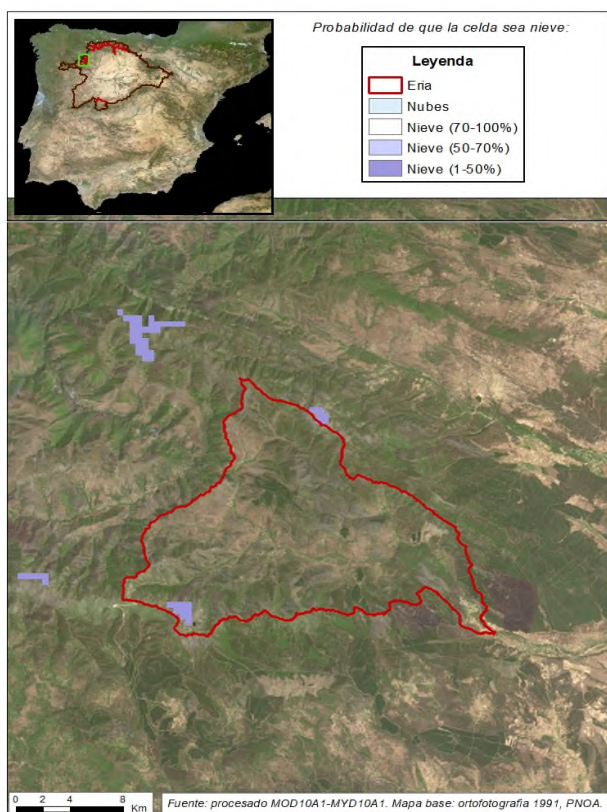 Probabilidad de que la celda sea nieve:
Leyenda
Eria
Nubes
Nieve (70-100%)
Nieve (50-70%)
Nieve (1-50%)
0 2 4 8
Km
Fuente: procesado MOD10A1-MYD10A1. Mapa base: ortofotografía 1991, PNOA